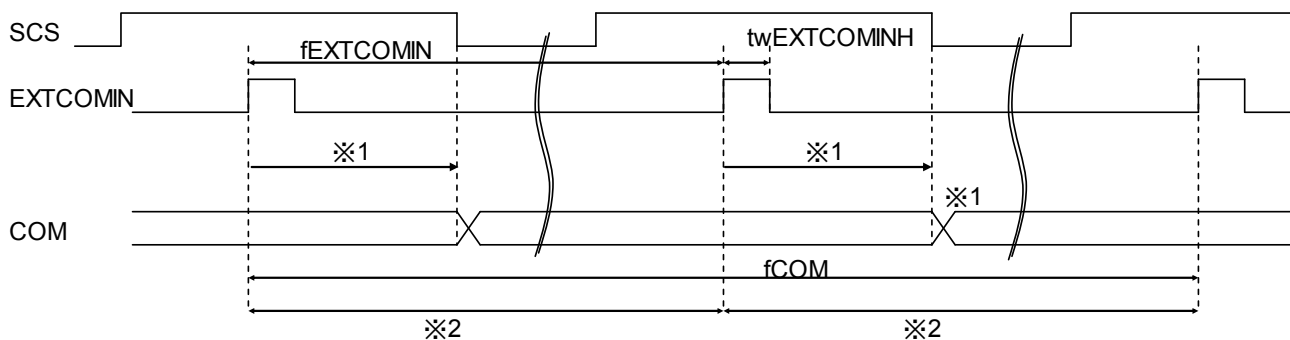 SCS
twEXTCOMINH
fEXTCOMIN
EXTCOMIN
※1
※1
※1
COM
fCOM
※2
※2